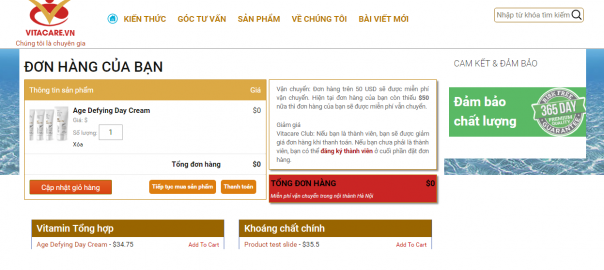 VITACARE.VN
Chúng tôi là chuyên gia
KIẾN THỨC GÓC TƯ VẤN SẢN PHẨM VỀ CHÚNG TÔI BÀI VIẾT MỚI
Nhập từ khóa tìm kiếm
ĐƠN HÀNG CỦA BẠN
Thông tin sản phẩm Giá
Age Defying Day Cream $0
Giá: $
Số lượng: 1
Xóa
Tổng đơn hàng $0
Cập nhật giỏ hàng Tiếp tục mua sản phẩm Thanh toán
Vận chuyển: Đơn hàng trên 50 USD sẽ được miễn phí
vận chuyển. Hiện tại đơn hàng của bạn còn thiếu $50
nữa thì đơn hàng của bạn sẽ được miễn phí vận chuyển.
Giảm giá
Vitacare Club: Nếu bạn là thành viên, bạn sẽ được giảm
giá đơn hàng khi thanh toán. Nếu bạn chưa phải là thành
viên, bạn có thể đăng ký thành viên ở cuối phần đặt đơn
hàng.
TỔNG ĐƠN HÀNG $0
Miễn phí vận chuyển trong nội thành Hà Nội
CAM KẾT & ĐẢM BẢO
Đảm bảo
chất lượng
RISK FREE
365 DAY
PREMIUM QUALITY
GUARANTEE
Vitamin Tổng hợp
Age Defying Day Cream - $34.75 Add To Cart
Khoáng chất chính
Product test slide - $35.5 Add To Cart